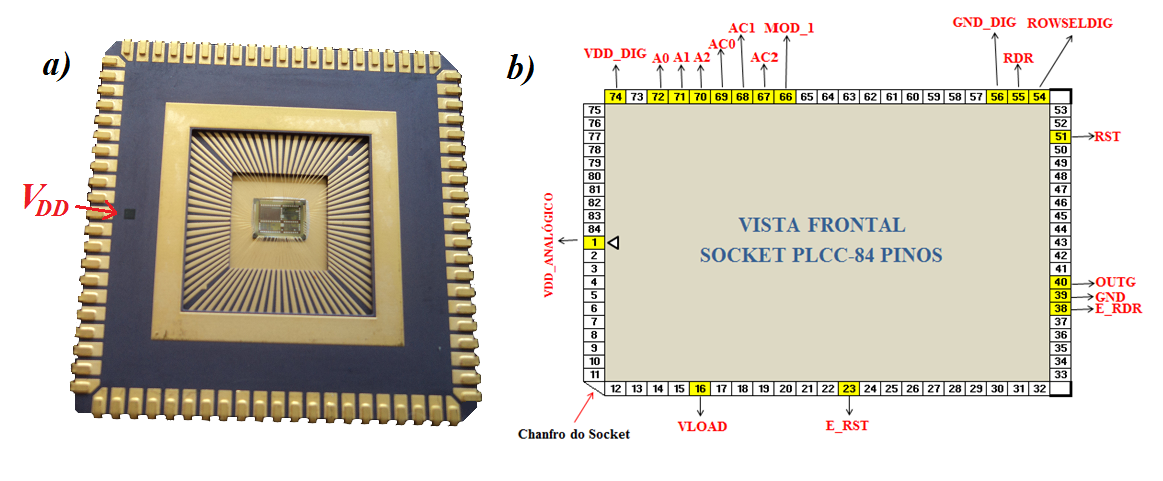 a)
V_DD
b)
GND_DIG ROWSELDIG
AC1 MOD_1
VDD_DIG A0 A1 A2 AC0 AC2 RDR
74 73 72 71 70 69 68 67 66 65 64 63 62 61 60 59 58 57 56 55 54
75
76
77
78
79
80
81
82
83
84
1
2
3
4
5
6
7
8
9
10
11
VDD_ANALÓGICO
VISTA FRONTAL
SOCKET PLCC-84 PINOS
53
52
51 RST
50
49
48
47
46
45
44
43
42
41
40 OUTG
39 GND
38 E_RDR
37
36
35
34
33
12 13 14 15 16 17 18 19 20 21 22 23 24 25 26 27 28 29 30 31 32
Chanfro do Socket
VLOAD
E_RST